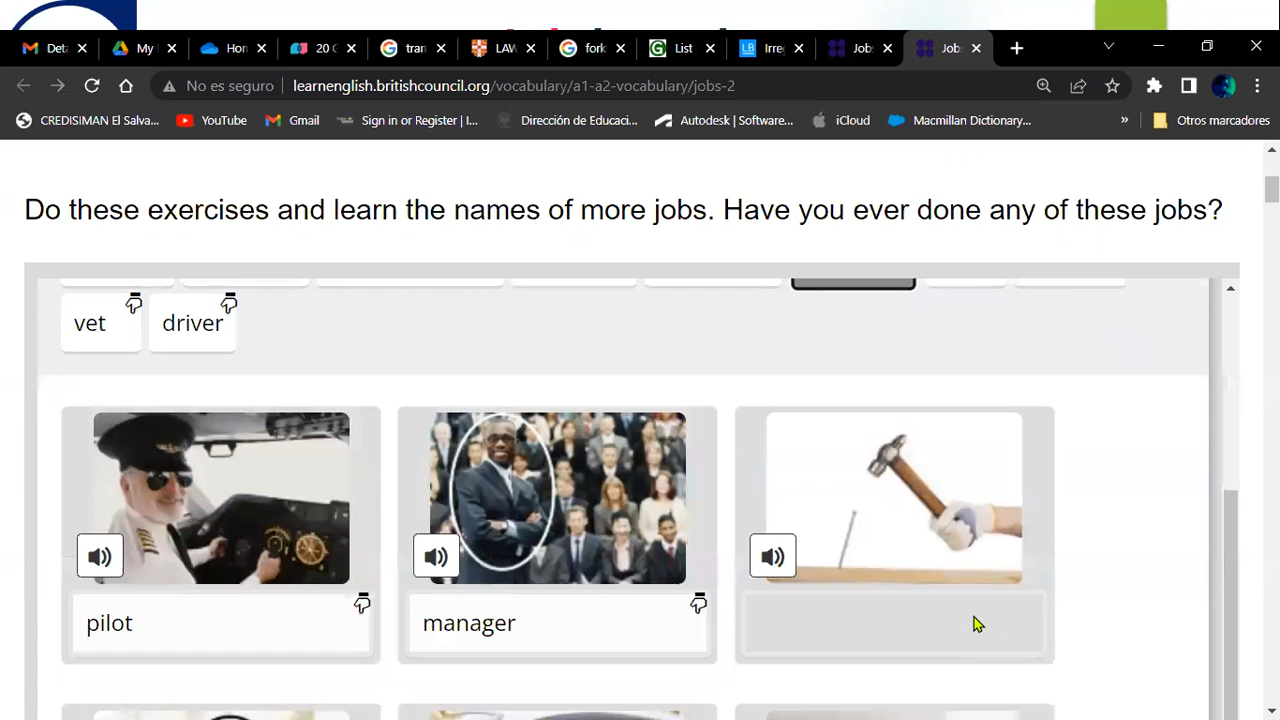 Deta
My
Hon
20 C
tran
LAW
fork
List
Irre
Job
Job
No es seguro
learnenglish.britishcouncil.org/vocabulary/a1-a2-vocabulary/jobs-2
CREDISIMAN El Salva...
YouTube
Gmail
Sign in or Register | I...
Dirección de Educaci...
Autodesk | Software...
iCloud
Macmillan Dictionary...
»
Otros marcadores
Do these exercises and learn the names of more jobs. Have you ever done any of these jobs?
vet
driver
pilot
manager